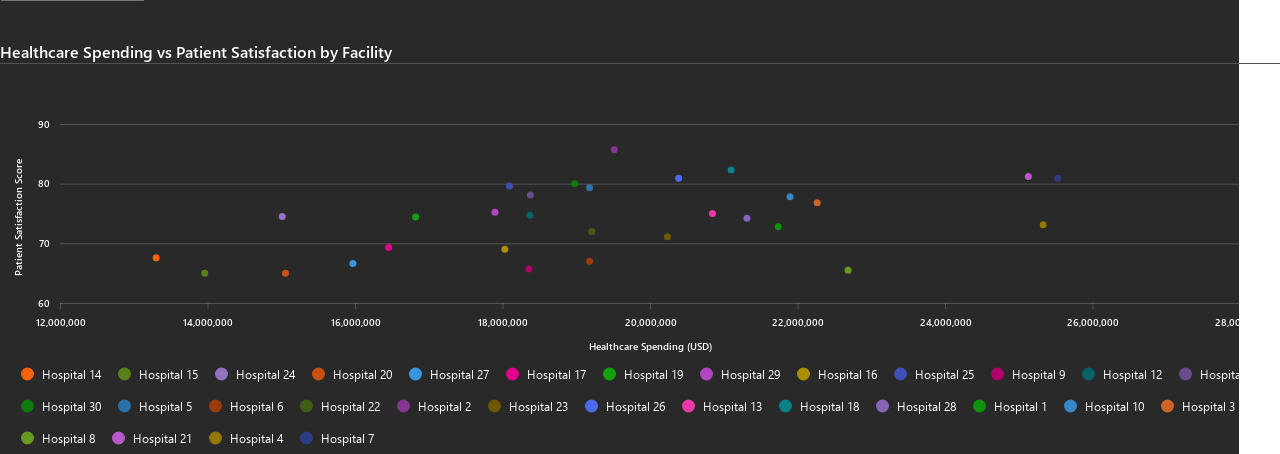 Healthcare Spending vs Patient Satisfaction by Facility
90
80
70
60
Patient Satisfaction Score
12,000,000 14,000,000 16,000,000 18,000,000 20,000,000 22,000,000 24,000,000 26,000,000 28,00
Healthcare Spending (USD)
Hospital 14 Hospital 15 Hospital 24 Hospital 20 Hospital 27 Hospital 17 Hospital 19 Hospital 29 Hospital 16 Hospital 25 Hospital 9 Hospital 12 Hospita
Hospital 30 Hospital 5 Hospital 6 Hospital 22 Hospital 2 Hospital 23 Hospital 26 Hospital 13 Hospital 18 Hospital 28 Hospital 1 Hospital 10 Hospital 3
Hospital 8 Hospital 21 Hospital 4 Hospital 7